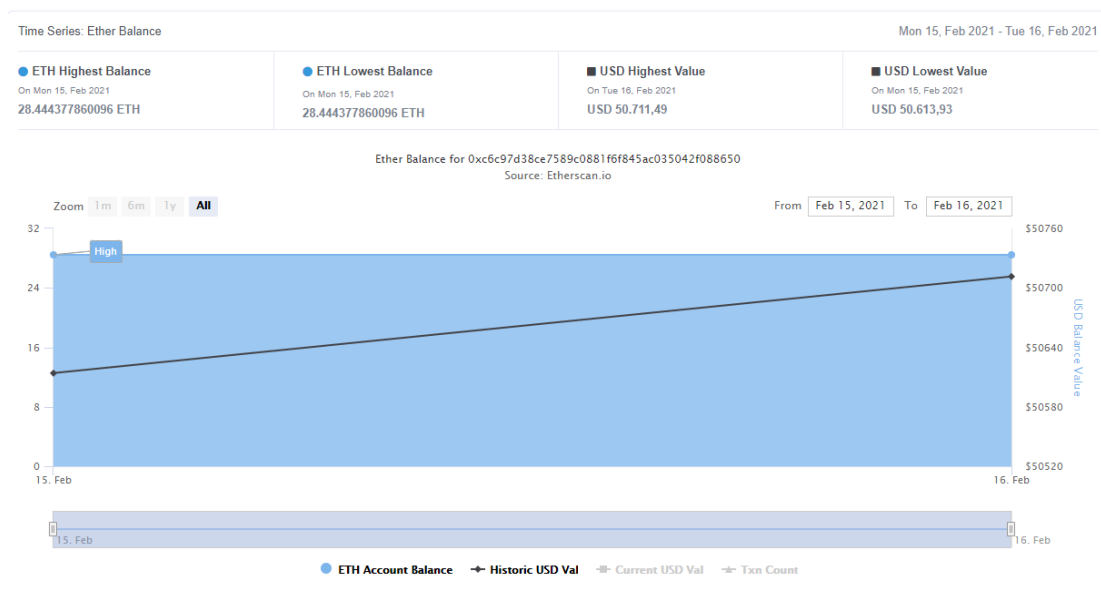 Time Series: Ether Balance
Mon 15, Feb 2021 - Tue 16, Feb 2021
ETH Highest Balance
On Mon 15, Feb 2021
28.444377860096 ETH
ETH Lowest Balance
On Mon 15, Feb 2021
28.444377860096 ETH
USD Highest Value
On Tue 16, Feb 2021
USD 50.711,49
USD Lowest Value
On Mon 15, Feb 2021
USD 50.613,93
Ether Balance for 0xc6c97d38ce7589c0881f6f845ac035042f088650
Source: Etherscan.io
Zoom 1m 6m 1y All
From Feb 15, 2021 To Feb 16, 2021
32
24
16
8
0
High
$50760
$50700
$50640
$50580
$50520
USD Balance Value
15. Feb
16. Feb
15. Feb
16. Feb
ETH Account Balance Historic USD Val Current USD Val Txn Count